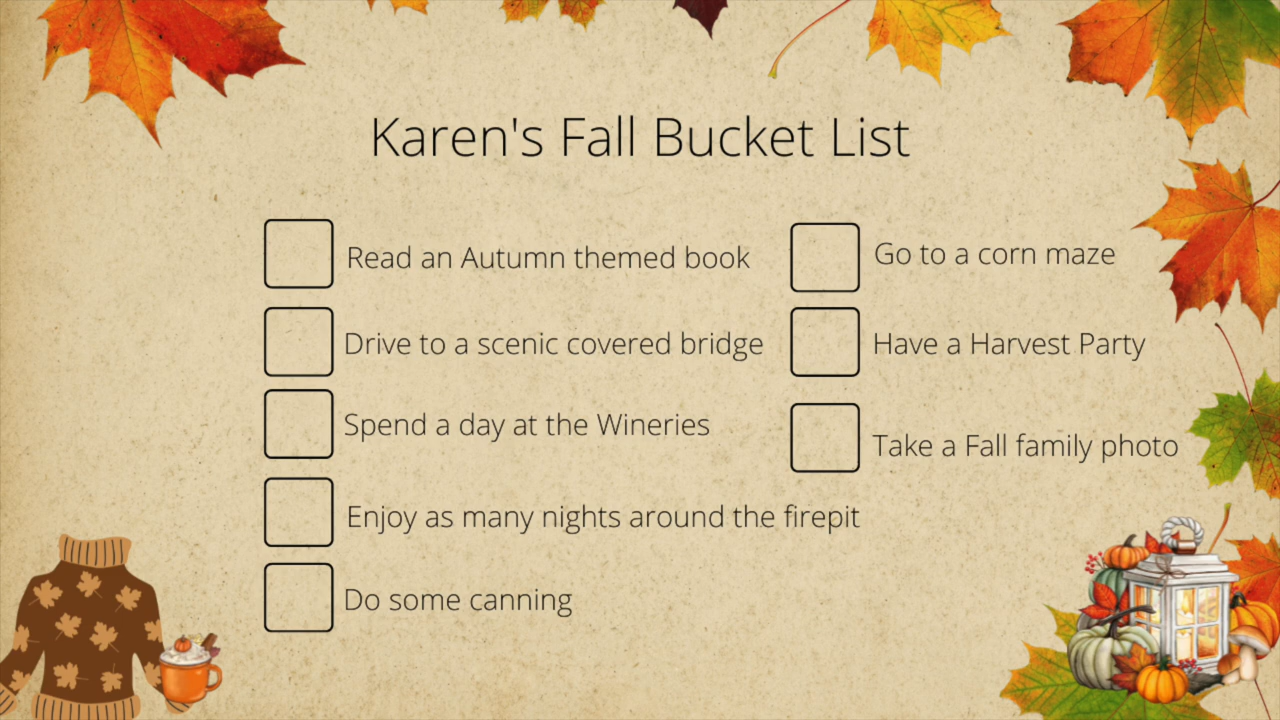 Karen's Fall Bucket List
Read an Autumn themed book
Drive to a scenic covered bridge
Spend a day at the Wineries
Enjoy as many nights around the firepit
Do some canning
Go to a corn maze
Have a Harvest Party
Take a Fall family photo